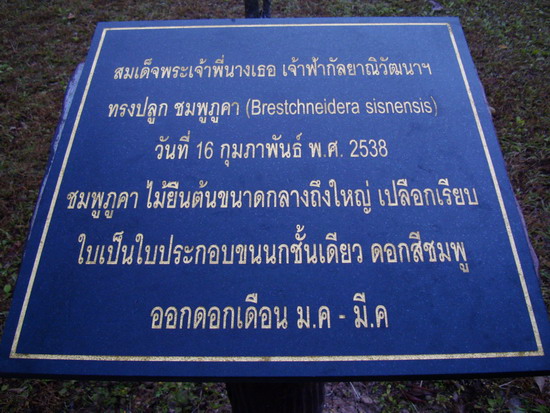 สมเด็จพระเจ้าพี่นางเธอ เจ้าฟ้ากัลยาณิวัฒนาฯ
ทรงปลูก ชมพูภูคา (Brestchneidera sisnensis)
วันที่ 16 กุมภาพันธ์ พ.ศ. 2538
ชมพูภูคา ไม้ยืนต้นขนาดกลางถึงใหญ่ เปลือกเรียบ
ใบเป็นใบประกอบขนนกชั้นเดียว ดอกสีชมพู
ออกดอกเดือน ม.ค - มี.ค